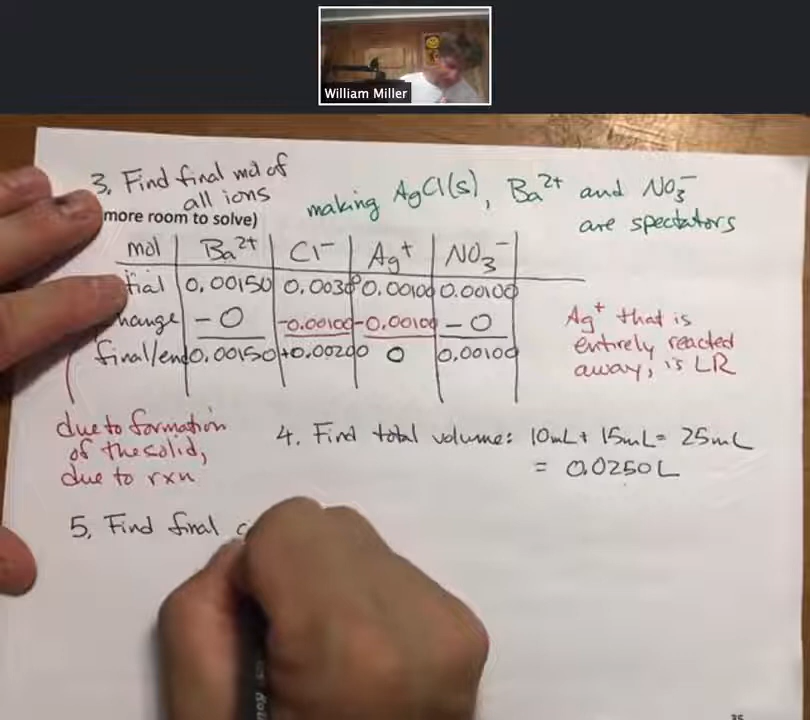 William Miller
3. Find final mol of
all ions
more room to solve)
making AgCl(s), Ba²⁺ and NO₃⁻
are spectators
mol | Ba²⁺ | Cl⁻ | Ag⁺ | NO₃⁻
tial | 0.00150 | 0.00300 | 0.00100 | 0.00100
hange | - 0 | -0.00100 | -0.00100 | - 0
final/end | 0.00150 | +0.00200 | 0 | 0.00100
Ag⁺ that is
entirely reacted
away, is LR
due to formation
of the solid,
due to rxn
4. Find total volume: 10mL + 15mL = 25mL
= 0.0250L
5. Find final c